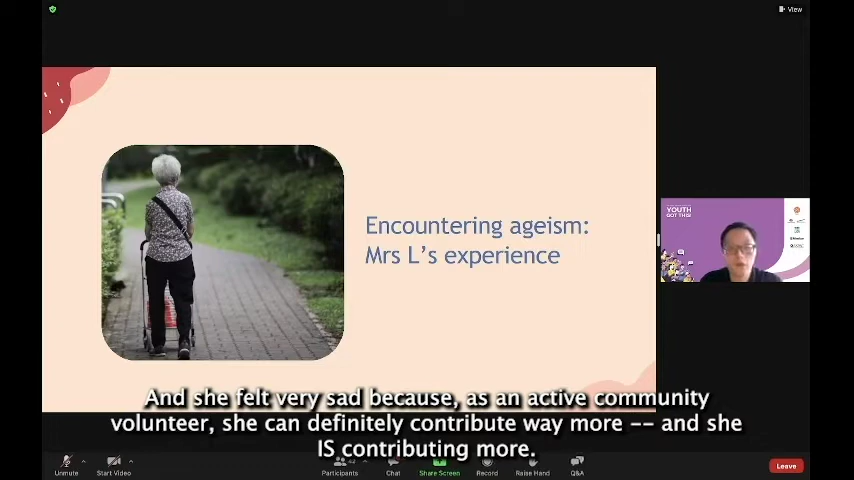 View
Encountering ageism:
Mrs L's experience
YOUTH
GOT THIS
And she felt very sad because, as an active community
volunteer, she can definitely contribute way more -- and she
IS contributing more.
Unmute
Start Video
Participants
Chat
Share Screen
Record
Raise Hand
Q&A
Leave